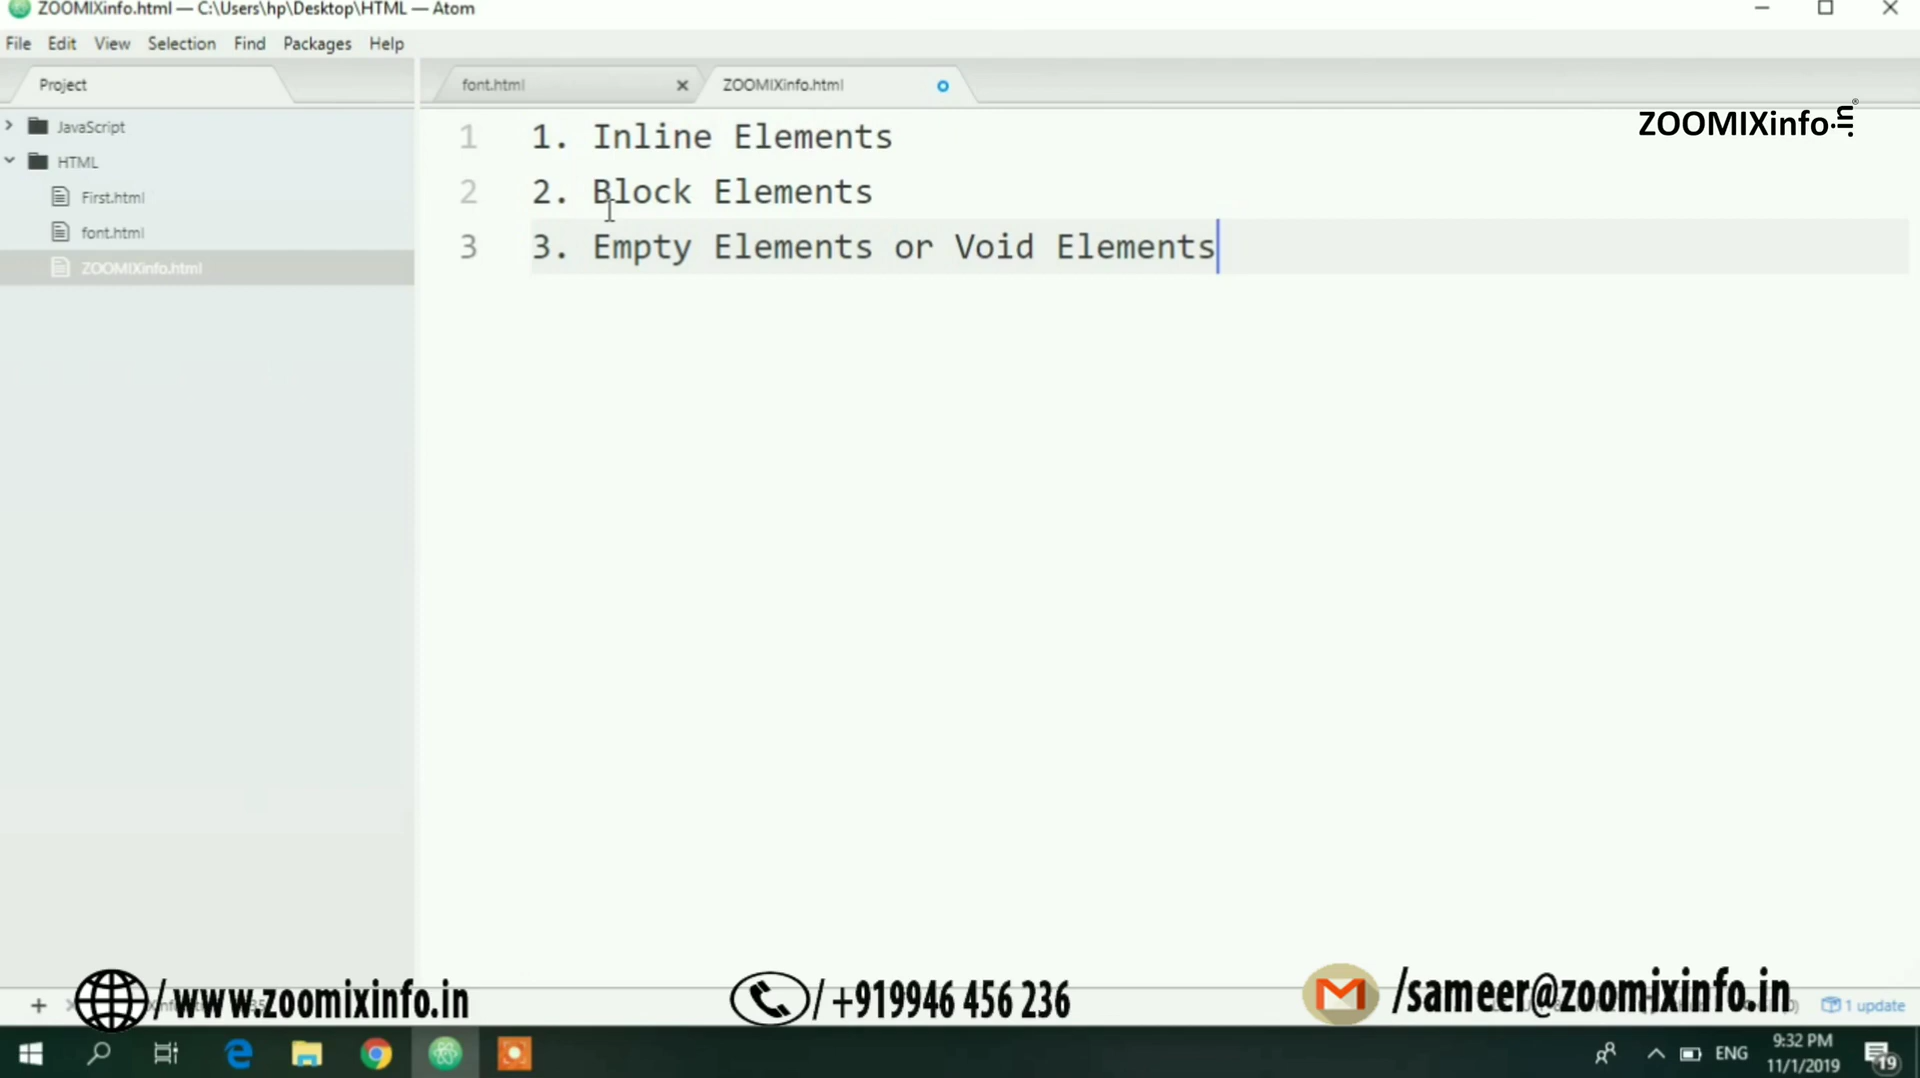 ZOOMIXinfo.html — C:\Users\hp\Desktop\HTML — Atom
File Edit View Selection Find Packages Help
Project
font.html
ZOOMIXinfo.html
JavaScript
HTML
First.html
font.html
ZOOMIXinfo.html
1 1. Inline Elements
2 2. Block Elements
3 3. Empty Elements or Void Elements
ZOOMIXinfo.in®
/ www.zoomixinfo.in
/ +919946 456 236
/sameer@zoomixinfo.in
1 update
ENG
9:32 PM
11/1/2019
19